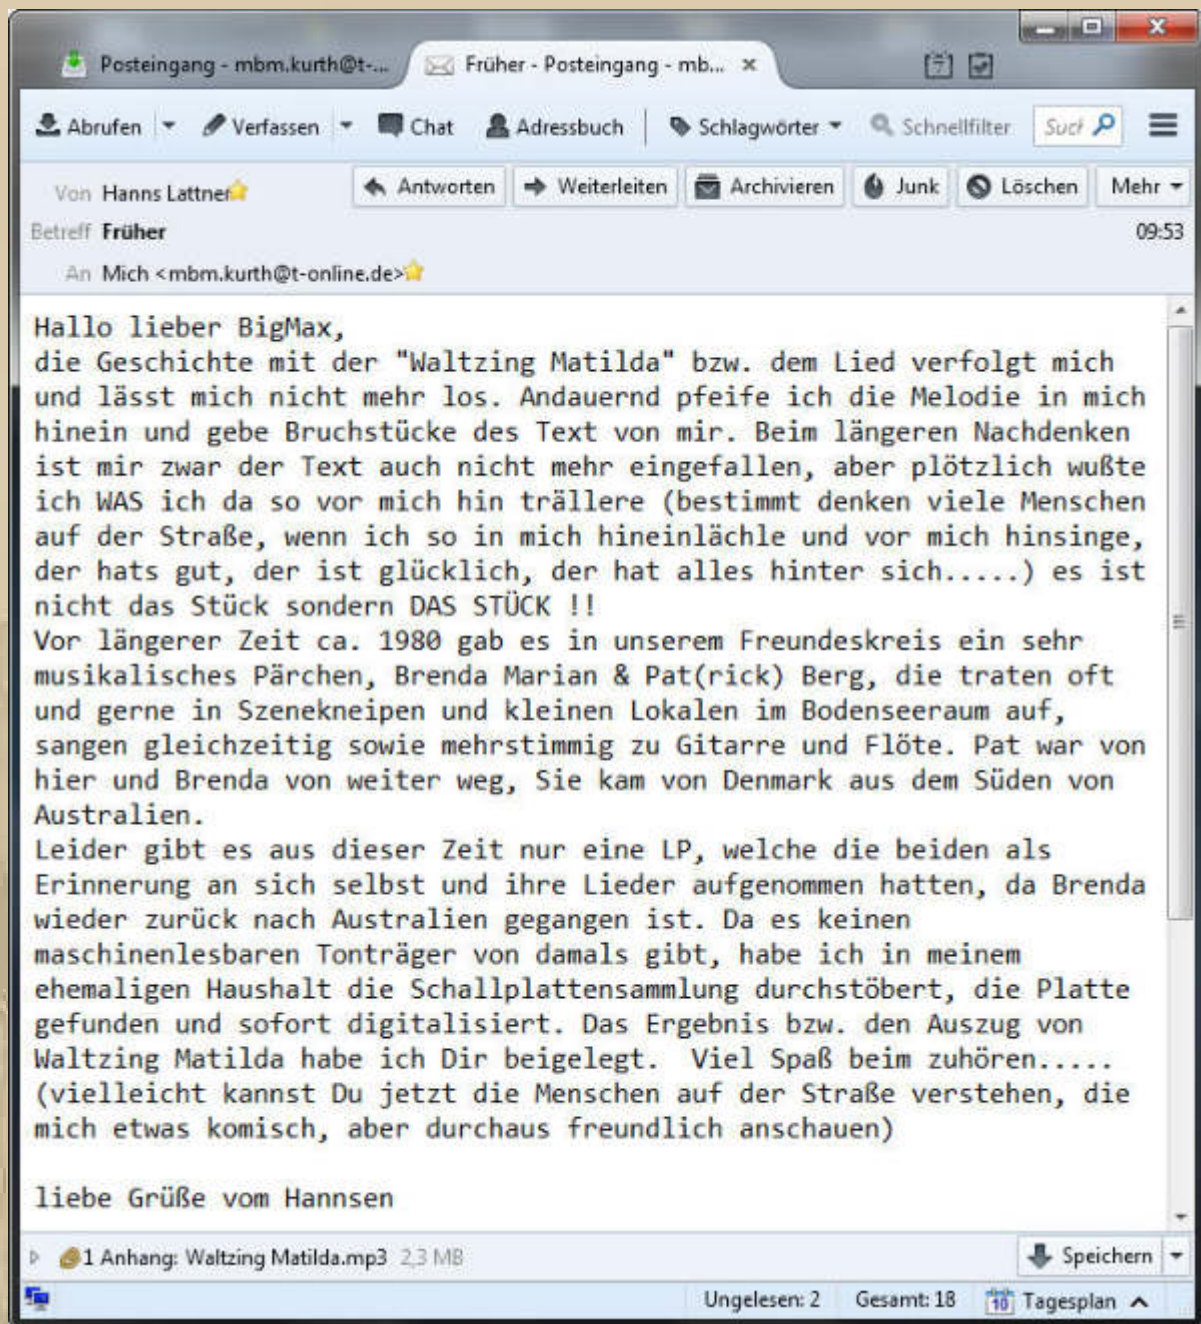 Posteingang - mbm.kurth@t-...
Früher - Posteingang - mb...
Abrufen Verfassen Chat Adressbuch Schlagwörter Schnellfilter
Von Hanns Lattner Antworten Weiterleiten Archivieren Junk Löschen Mehr
Betreff Früher 09:53
An Mich <mbm.kurth@t-online.de>
Hallo lieber BigMax,
die Geschichte mit der "Waltzing Matilda" bzw. dem Lied verfolgt mich
und lässt mich nicht mehr los. Andauernd pfeife ich die Melodie in mich
hinein und gebe Bruchstücke des Text von mir. Beim längeren Nachdenken
ist mir zwar der Text auch nicht mehr eingefallen, aber plötzlich wußte
ich WAS ich da so vor mich hin trällere (bestimmt denken viele Menschen
auf der Straße, wenn ich so in mich hineinlächle und vor mich hinsinge,
der hats gut, der ist glücklich, der hat alles hinter sich.....) es ist
nicht das Stück sondern DAS STÜCK !!
Vor längerer Zeit ca. 1980 gab es in unserem Freundeskreis ein sehr
musikalisches Pärchen, Brenda Marian & Pat(rick) Berg, die traten oft
und gerne in Szenekneipen und kleinen Lokalen im Bodenseeraum auf,
sangen gleichzeitig sowie mehrstimmig zu Gitarre und Flöte. Pat war von
hier und Brenda von weiter weg, Sie kam von Denmark aus dem Süden von
Australien.
Leider gibt es aus dieser Zeit nur eine LP, welche die beiden als
Erinnerung an sich selbst und ihre Lieder aufgenommen hatten, da Brenda
wieder zurück nach Australien gegangen ist. Da es keinen
maschinenlesbaren Tonträger von damals gibt, habe ich in meinem
ehemaligen Haushalt die Schallplattensammlung durchstöbert, die Platte
gefunden und sofort digitalisiert. Das Ergebnis bzw. den Auszug von
Waltzing Matilda habe ich Dir beigelegt.  Viel Spaß beim zuhören.....
(vielleicht kannst Du jetzt die Menschen auf der Straße verstehen, die
mich etwas komisch, aber durchaus freundlich anschauen)
liebe Grüße vom Hannsen
1 Anhang: Waltzing Matilda.mp3 2,3 MB Speichern
Ungelesen: 2 Gesamt: 18 10 Tagesplan